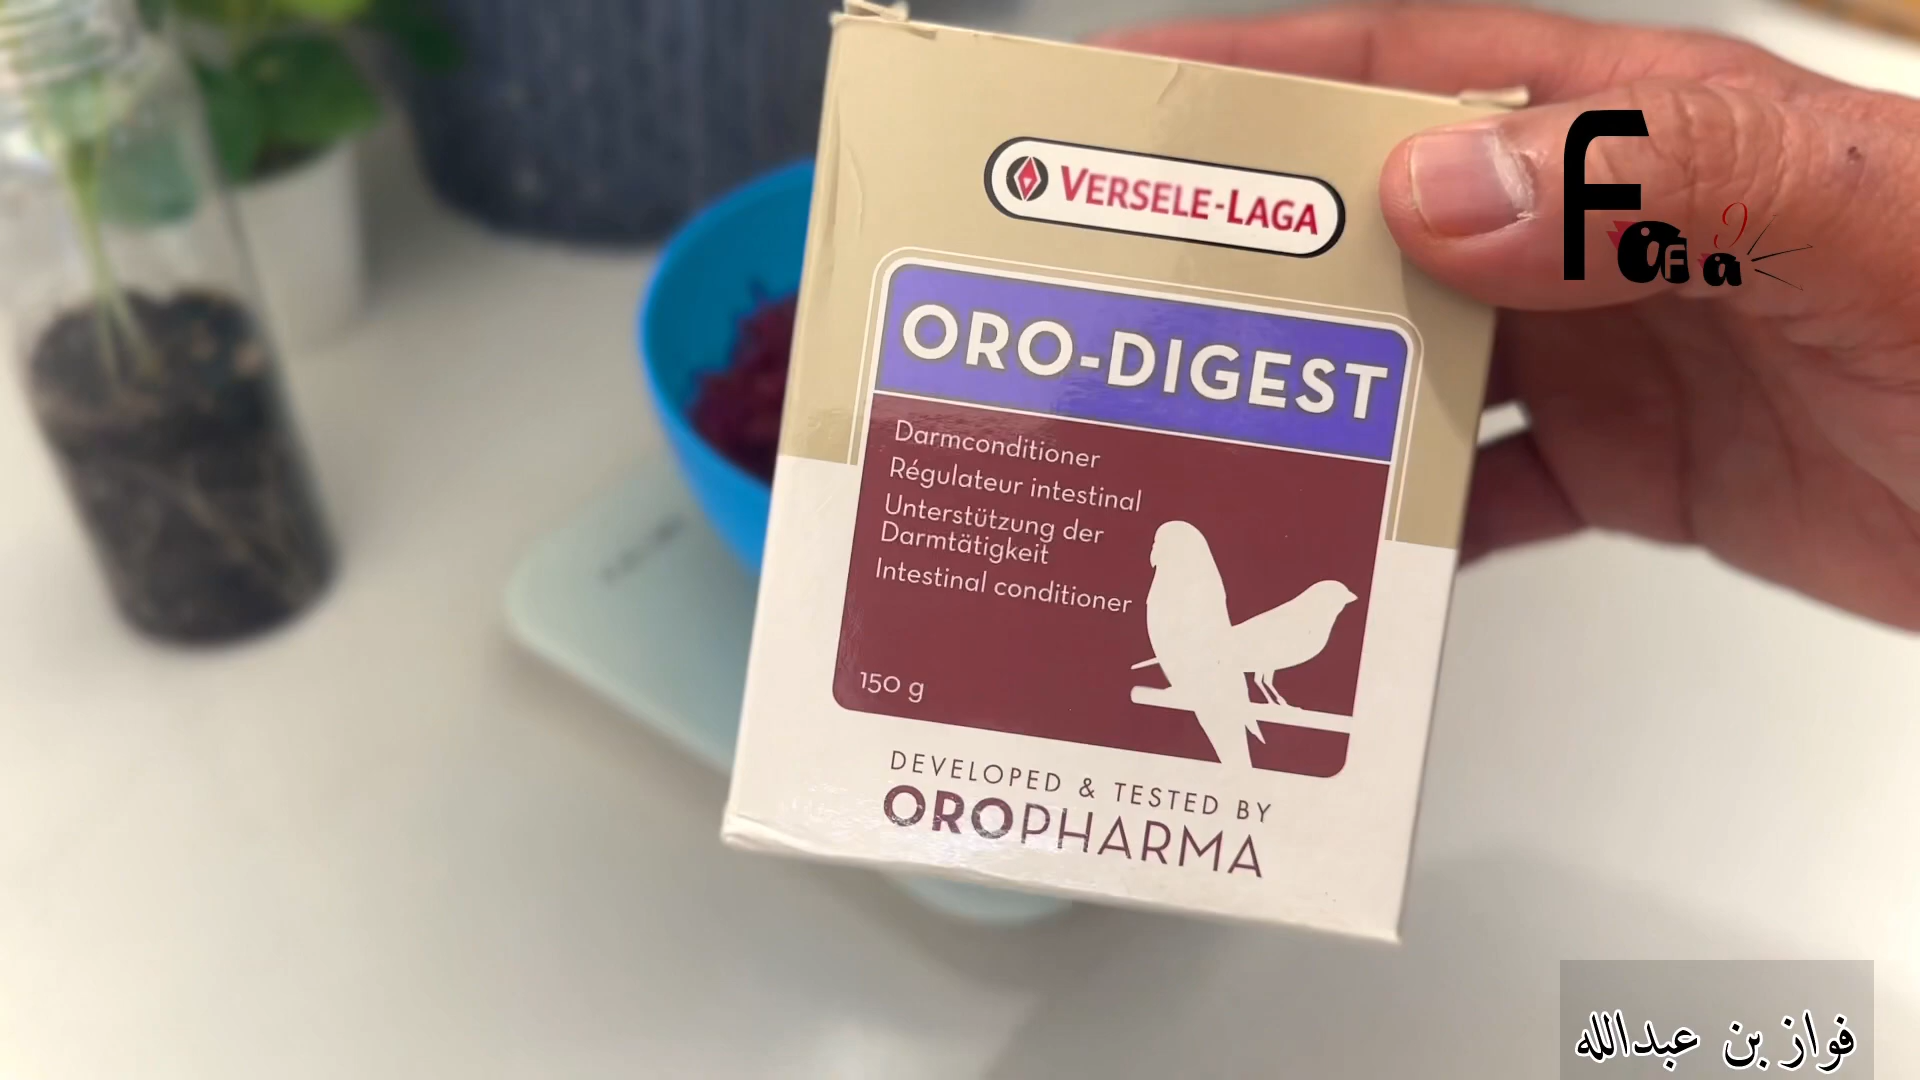 VERSELE-LAGA
ORO-DIGEST
Darmconditioner
Régulateur intestinal
Unterstützung der
Darmtätigkeit
Intestinal conditioner
150 g
DEVELOPED & TESTED BY
OROPHARMA
فواز بن عبدالله